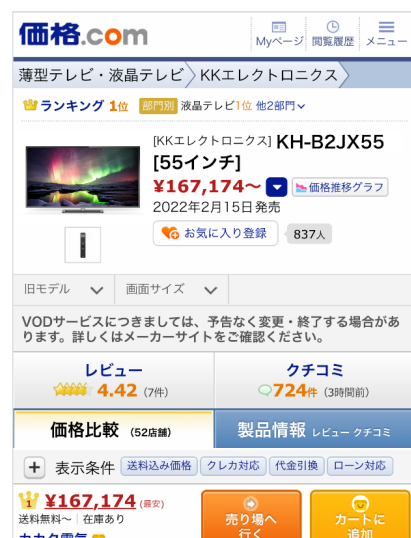 価格.com
Myページ 閲覧履歴 メニュー
薄型テレビ・液晶テレビ KKエレクトロニクス
ランキング 1位 部門別 液晶テレビ1位 他2部門
[KKエレクトロニクス] KH-B2JX55
[55インチ]
¥167,174～ 価格推移グラフ
2022年2月15日発売
お気に入り登録 837人
旧モデル 画面サイズ
VODサービスにつきましては、予告なく変更・終了する場合があ
ります。詳しくはメーカーサイトをご確認ください。
レビュー クチコミ
4.42 (7件) 724件 (3時間前)
価格比較 (52店舗) 製品情報 レビュー クチコミ
表示条件 送料込み価格 クレカ対応 代金引換 ローン対応
1 ¥167,174 (最安)
送料無料～ 在庫あり
売り場へ カートに
行く 追加